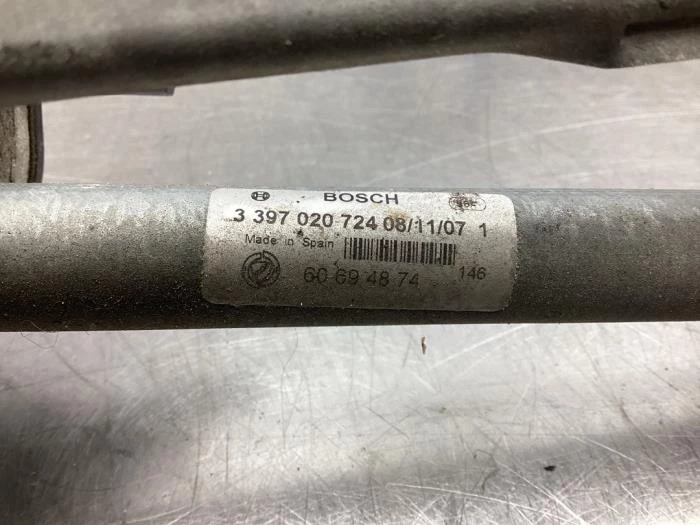 BOSCH
3 397 020 724 08/11/07 1
Made in Spain
60 69 48 74 146